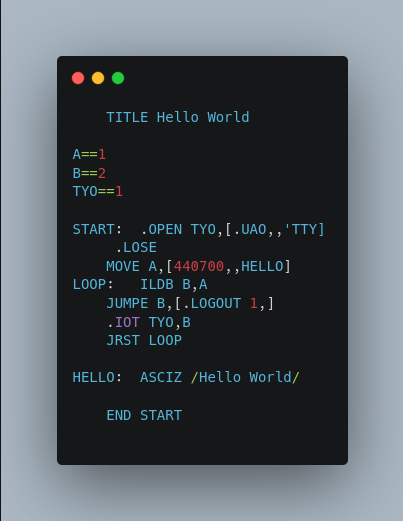 TITLE Hello World
A==1
B==2
TYO==1
START:  .OPEN TYO,[.UAO,,'TTY]
.LOSE
MOVE A,[440700,,HELLO]
LOOP:   ILDB B,A
JUMPE B,[.LOGOUT 1,]
.IOT TYO,B
JRST LOOP
HELLO:  ASCIZ /Hello World/
END START